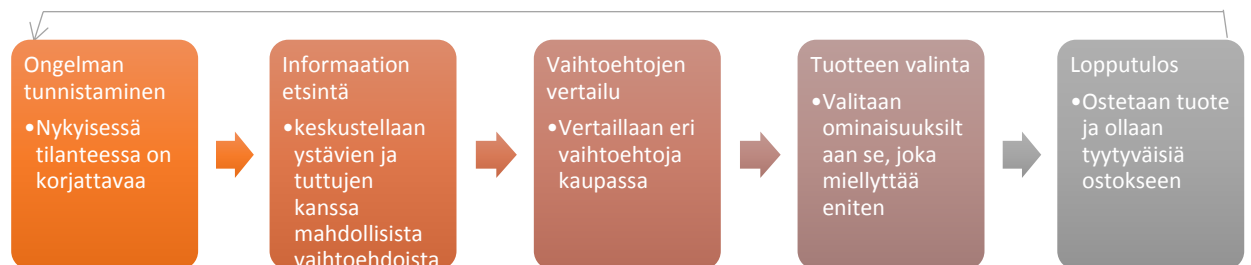 Ongelman
tunnistaminen
•Nykyisessä
tilanteessa on
korjattavaa
Informaation
etsintä
•keskustellaan
ystävien ja
tuttujen
kanssa
mahdollisista
vaihtoehdoista
Vaihtoehtojen
vertailu
•Vertaillaan eri
vaihtoehtoja
kaupassa
Tuotteen valinta
•Valitaan
ominaisuuksilt
aan se, joka
miellyttää
eniten
Lopputulos
•Ostetaan tuote
ja ollaan
tyytyväisiä
ostokseen